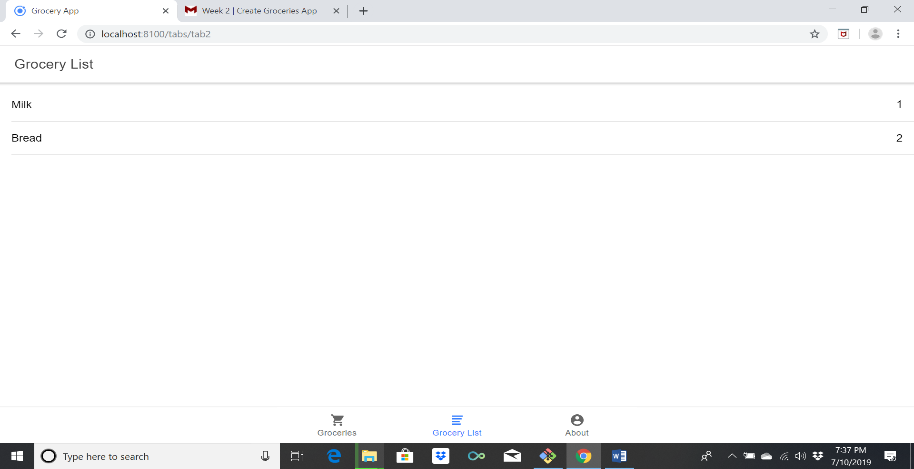 Grocery App
Week 2 | Create Groceries App
localhost:8100/tabs/tab2
Grocery List
Milk 1
Bread 2
Groceries
Grocery List
About
Type here to search
7:37 PM
7/10/2019